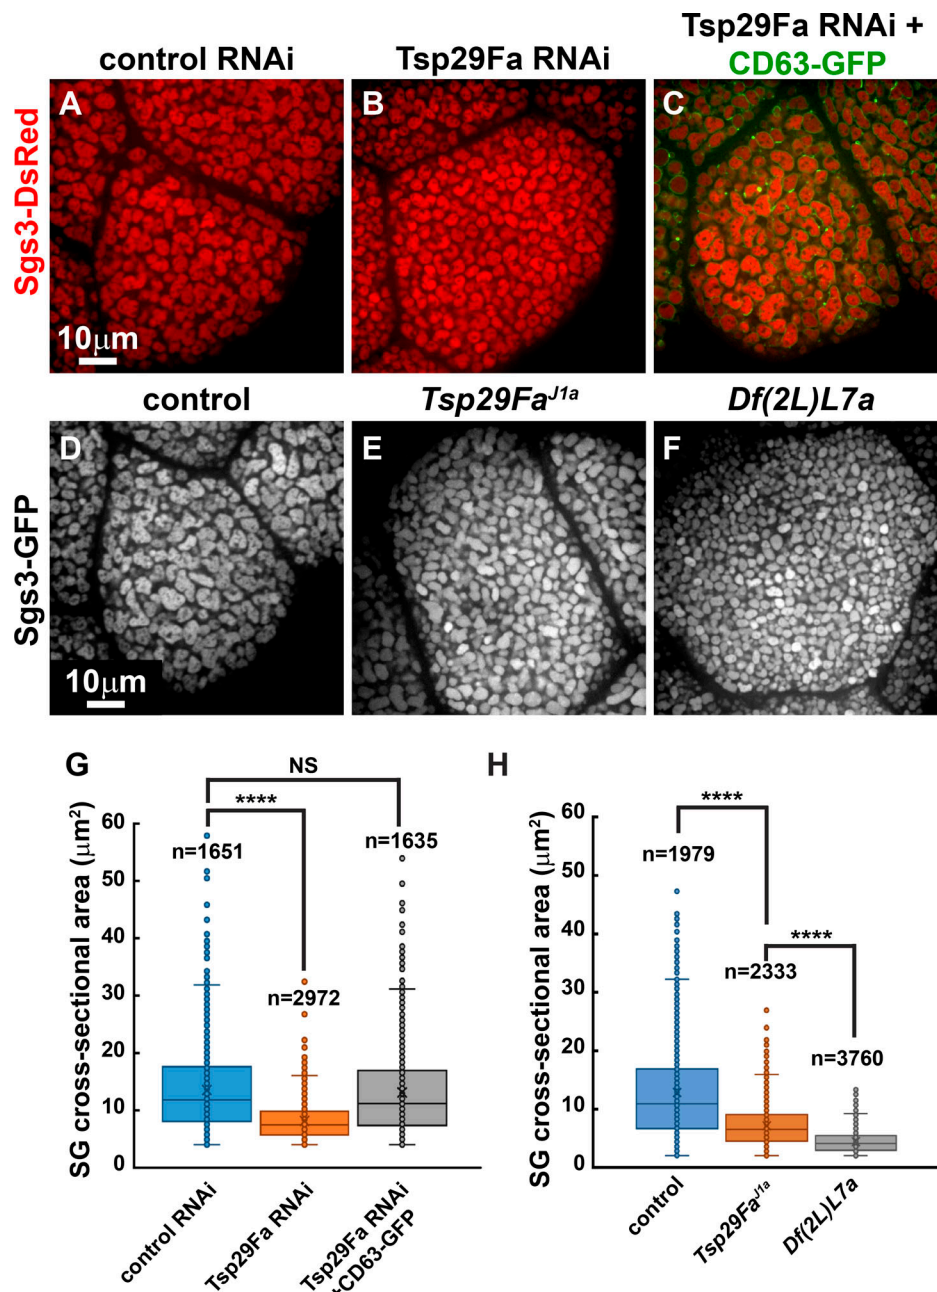 control RNAi
Tsp29Fa RNAi
Tsp29Fa RNAi +
CD63-GFP
Sgs3-DsRed
A
B
C
10μm
control
Tsp29Fa^J1a
Df(2L)L7a
Sgs3-GFP
D
E
F
10μm
G
NS
****
n=1651
n=2972
n=1635
SG cross-sectional area (μm²)
60
50
40
30
20
10
0
control RNAi
Tsp29Fa RNAi
Tsp29Fa RNAi
+CD63-GFP
H
****
****
n=1979
n=2333
n=3760
SG cross-sectional area (μm²)
60
50
40
30
20
10
0
control
Tsp29Fa^J1a
Df(2L)L7a